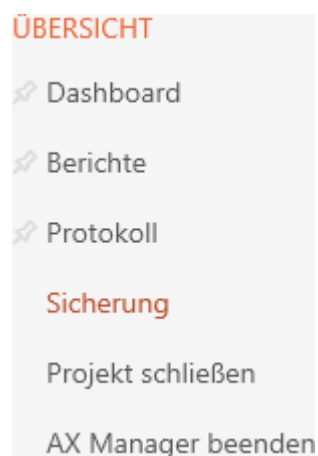 ÜBERSICHT
Dashboard
Berichte
Protokoll
Sicherung
Projekt schließen
AX Manager beenden